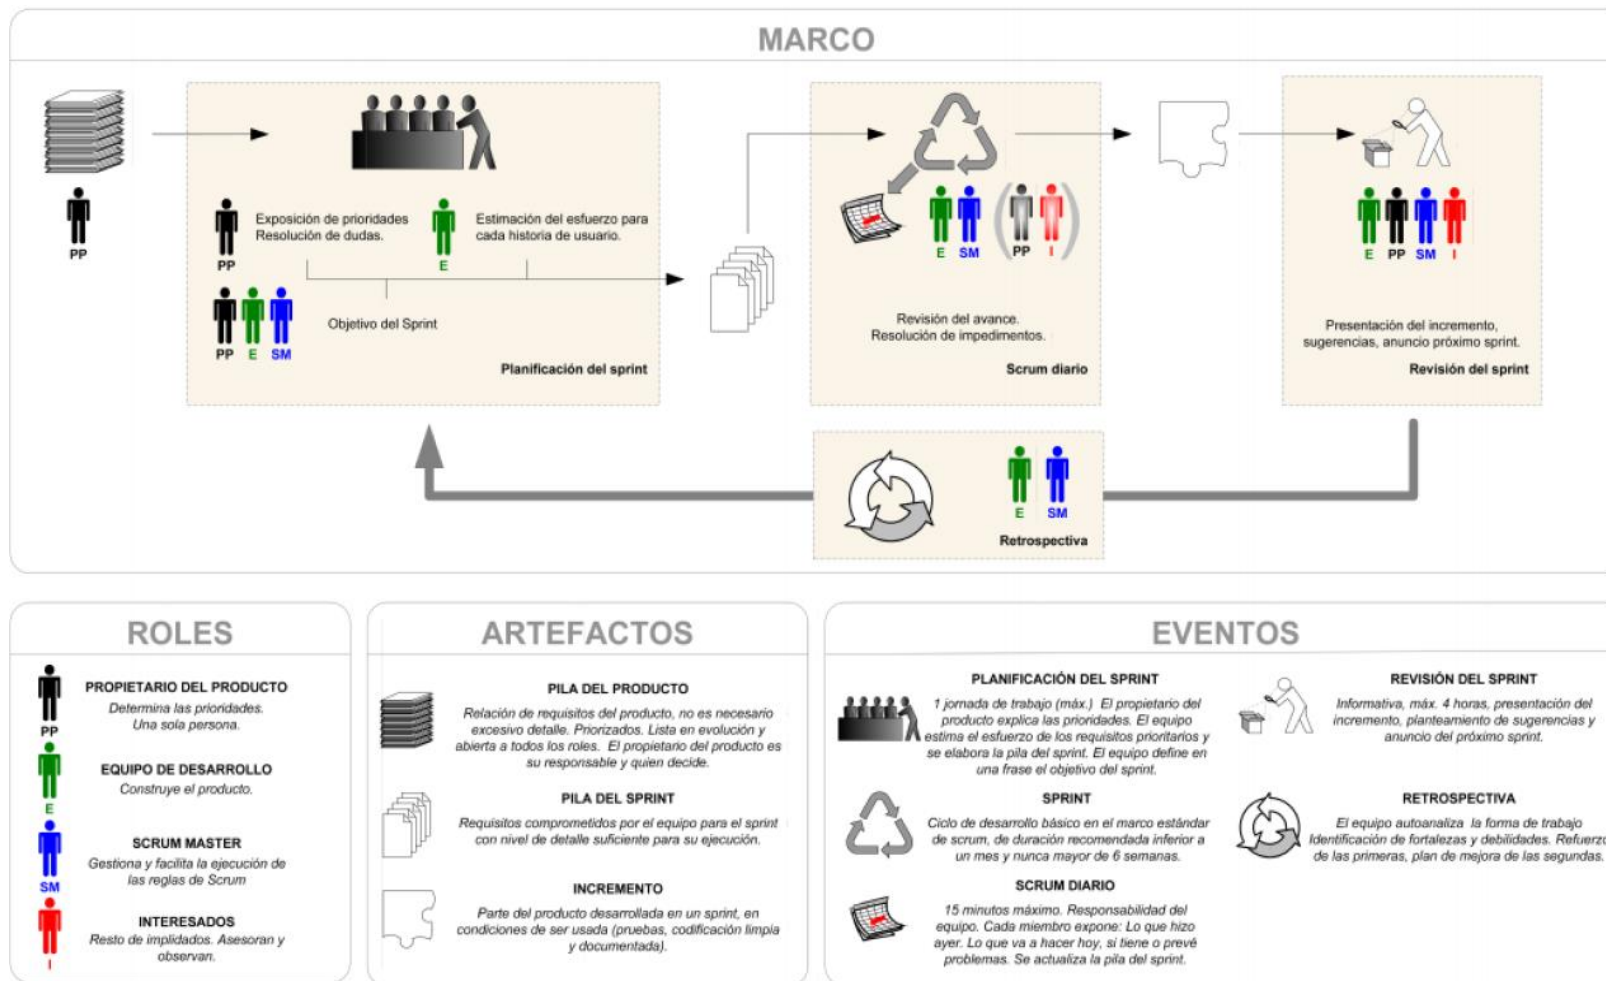 MARCO
PP
PP
Exposición de prioridades
Resolución de dudas.
E
Estimación del esfuerzo para
cada historia de usuario.
PP E SM
Objetivo del Sprint
Planificación del sprint
E SM PP I
Revisión del avance.
Resolución de impedimentos.
Scrum diario
E PP SM I
Presentación del incremento,
sugerencias, anuncio próximo sprint.
Revisión del sprint
E SM
Retrospectiva
ROLES
PROPIETARIO DEL PRODUCTO
Determina las prioridades.
Una sola persona.
PP
EQUIPO DE DESARROLLO
Construye el producto.
E
SCRUM MASTER
Gestiona y facilita la ejecución de
las reglas de Scrum
SM
INTERESADOS
Resto de implidados. Asesoran y
observan.
I
ARTEFACTOS
PILA DEL PRODUCTO
Relación de requisitos del producto, no es necesario
excesivo detalle. Priorizados. Lista en evolución y
abierta a todos los roles. El propietario del producto es
su responsable y quien decide.
PILA DEL SPRINT
Requisitos comprometidos por el equipo para el sprint
con nivel de detalle suficiente para su ejecución.
INCREMENTO
Parte del producto desarrollada en un sprint, en
condiciones de ser usada (pruebas, codificación limpia
y documentada).
EVENTOS
PLANIFICACIÓN DEL SPRINT
1 jornada de trabajo (máx.) El propietario del
producto explica las prioridades. El equipo
estima el esfuerzo de los requisitos prioritarios y
se elabora la pila del sprint. El equipo define en
una frase el objetivo del sprint.
SPRINT
Ciclo de desarrollo básico en el marco estándar
de scrum, de duración recomendada inferior a
un mes y nunca mayor de 6 semanas.
SCRUM DIARIO
15 minutos máximo. Responsabilidad del
equipo. Cada miembro expone: Lo que hizo
ayer. Lo que va a hacer hoy, si tiene o prevé
problemas. Se actualiza la pila del sprint.
REVISIÓN DEL SPRINT
Informativa, máx. 4 horas, presentación del
incremento, planteamiento de sugerencias y
anuncio del próximo sprint.
RETROSPECTIVA
El equipo autoanaliza la forma de trabajo
Identificación de fortalezas y debilidades. Refuerzo
de las primeras, plan de mejora de las segundas.